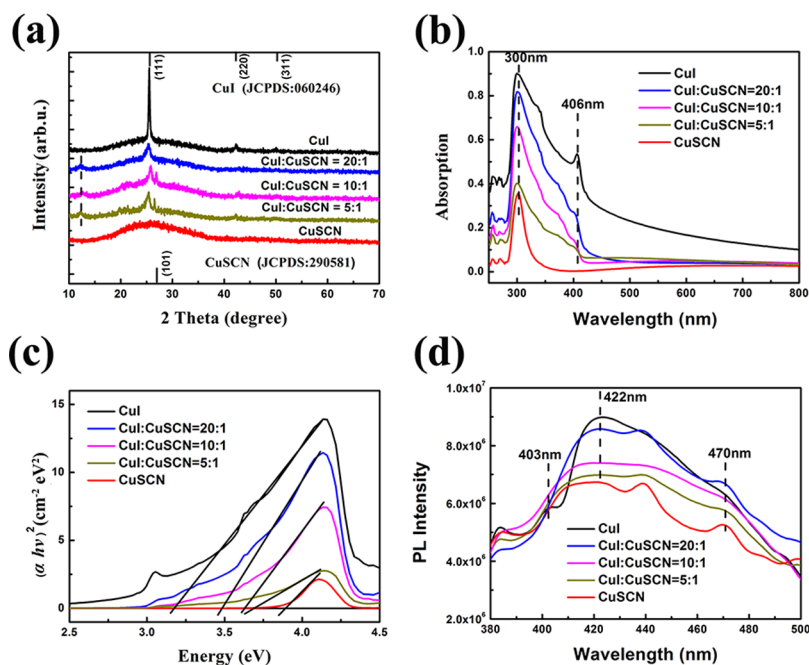 (a)
(111)
(220)
(311)
CuI (JCPDS:060246)
CuI
CuI:CuSCN = 20:1
CuI:CuSCN = 10:1
CuI:CuSCN = 5:1
CuSCN
CuSCN (JCPDS:290581)
(101)
Intensity (arb.u.)
10 20 30 40 50 60 70
2 Theta (degree)
(b)
300nm
406nm
CuI
CuI:CuSCN=20:1
CuI:CuSCN=10:1
CuI:CuSCN=5:1
CuSCN
Absorption
1.0
0.8
0.6
0.4
0.2
0.0
300 400 500 600 700 800
Wavelength (nm)
(c)
CuI
CuI:CuSCN=20:1
CuI:CuSCN=10:1
CuI:CuSCN=5:1
CuSCN
(α hν)² (cm⁻² eV²)
15
10
5
0
2.5 3.0 3.5 4.0 4.5
Energy (eV)
(d)
422nm
403nm
470nm
CuI
CuI:CuSCN=20:1
CuI:CuSCN=10:1
CuI:CuSCN=5:1
CuSCN
PL Intensity
1.0x10⁷
8.0x10⁶
6.0x10⁶
4.0x10⁶
2.0x10⁶
380 400 420 440 460 480 500
Wavelength (nm)